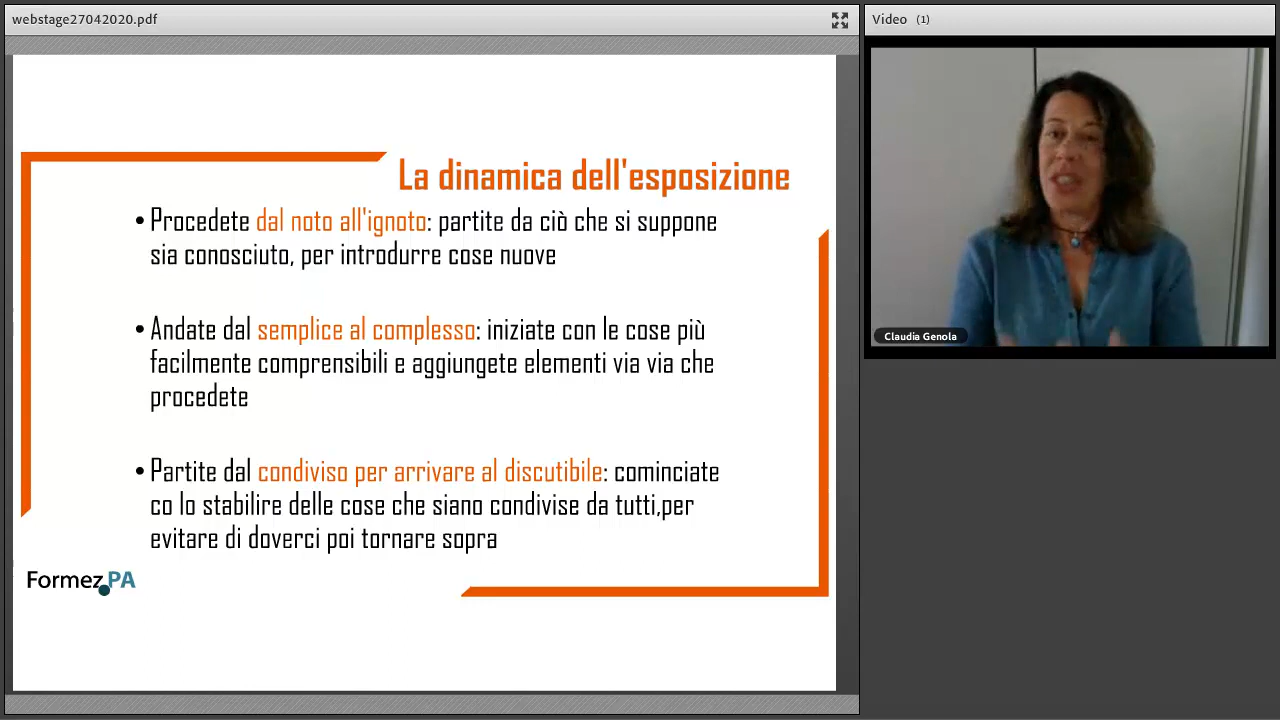 webstage27042020.pdf
Video (1)
La dinamica dell'esposizione
• Procedete dal noto all'ignoto: partite da ciò che si suppone
sia conosciuto, per introdurre cose nuove
• Andate dal semplice al complesso: iniziate con le cose più
facilmente comprensibili e aggiungete elementi via via che
procedete
• Partite dal condiviso per arrivare al discutibile: cominciate
co lo stabilire delle cose che siano condivise da tutti,per
evitare di doverci poi tornare sopra
Formez PA
Claudia Genola